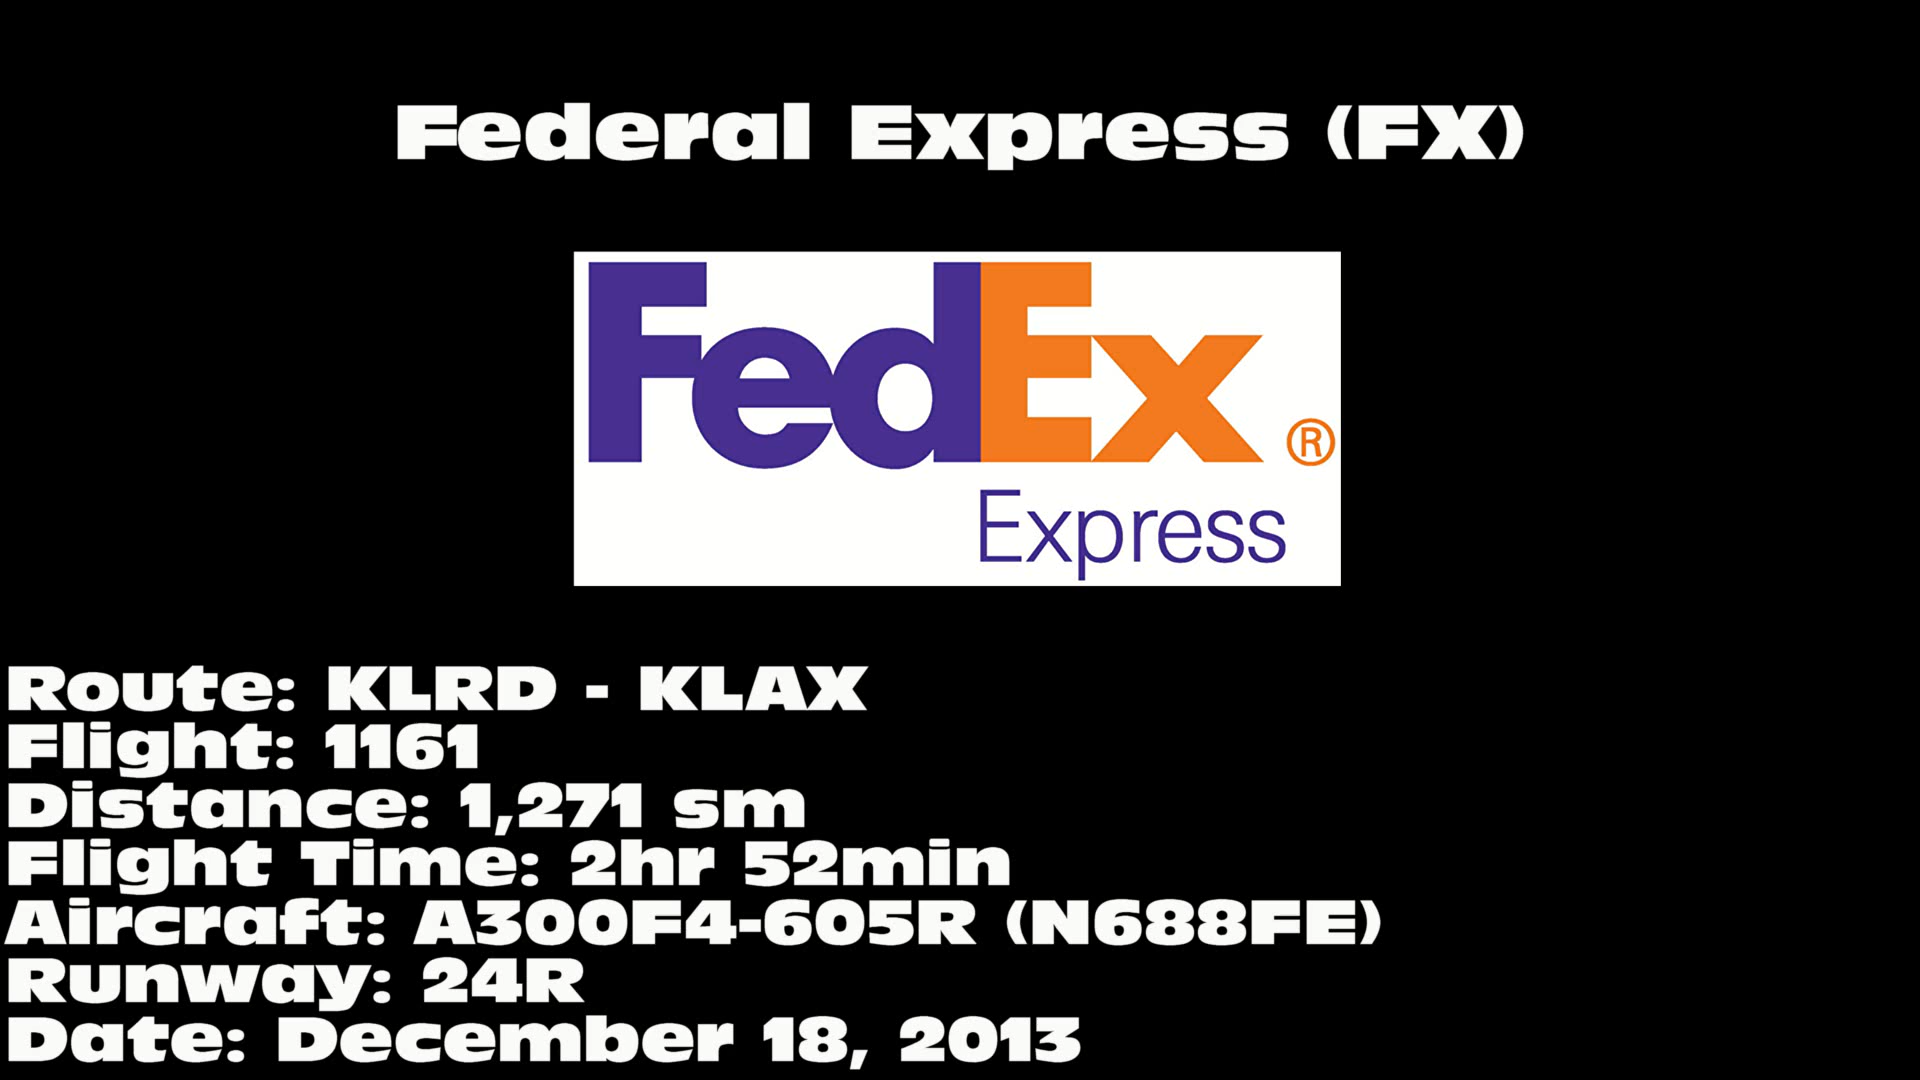 Federal Express (FX)
FedEx ®
Express
Route: KLRD - KLAX
Flight: 1161
Distance: 1,271 sm
Flight Time: 2hr 52min
Aircraft: A300F4-605R (N688FE)
Runway: 24R
Date: December 18, 2013